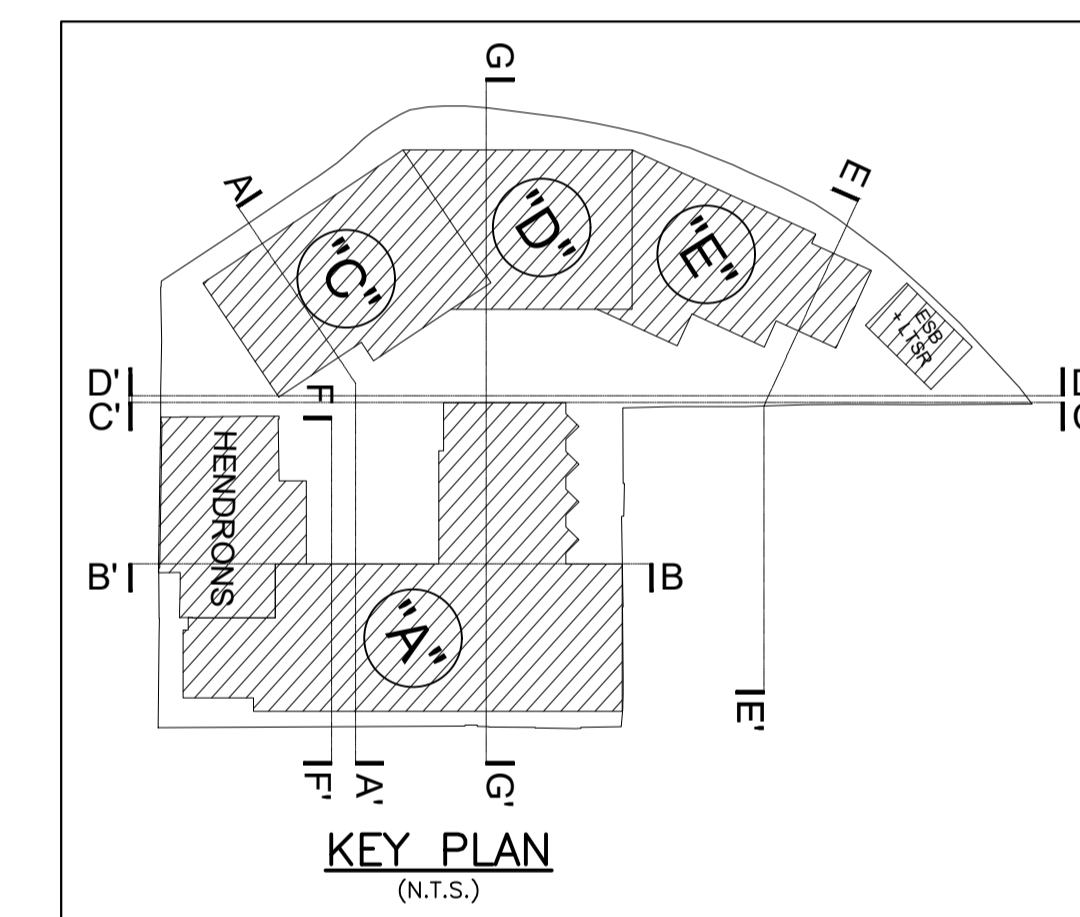 G
A
E
"C"
"D"
"E"
ESB
+ LTSR
D'
D
C'
F
HENDRONS
B'
B
"A"
E'
F'
A'
G'
KEY PLAN
(N.T.S.)